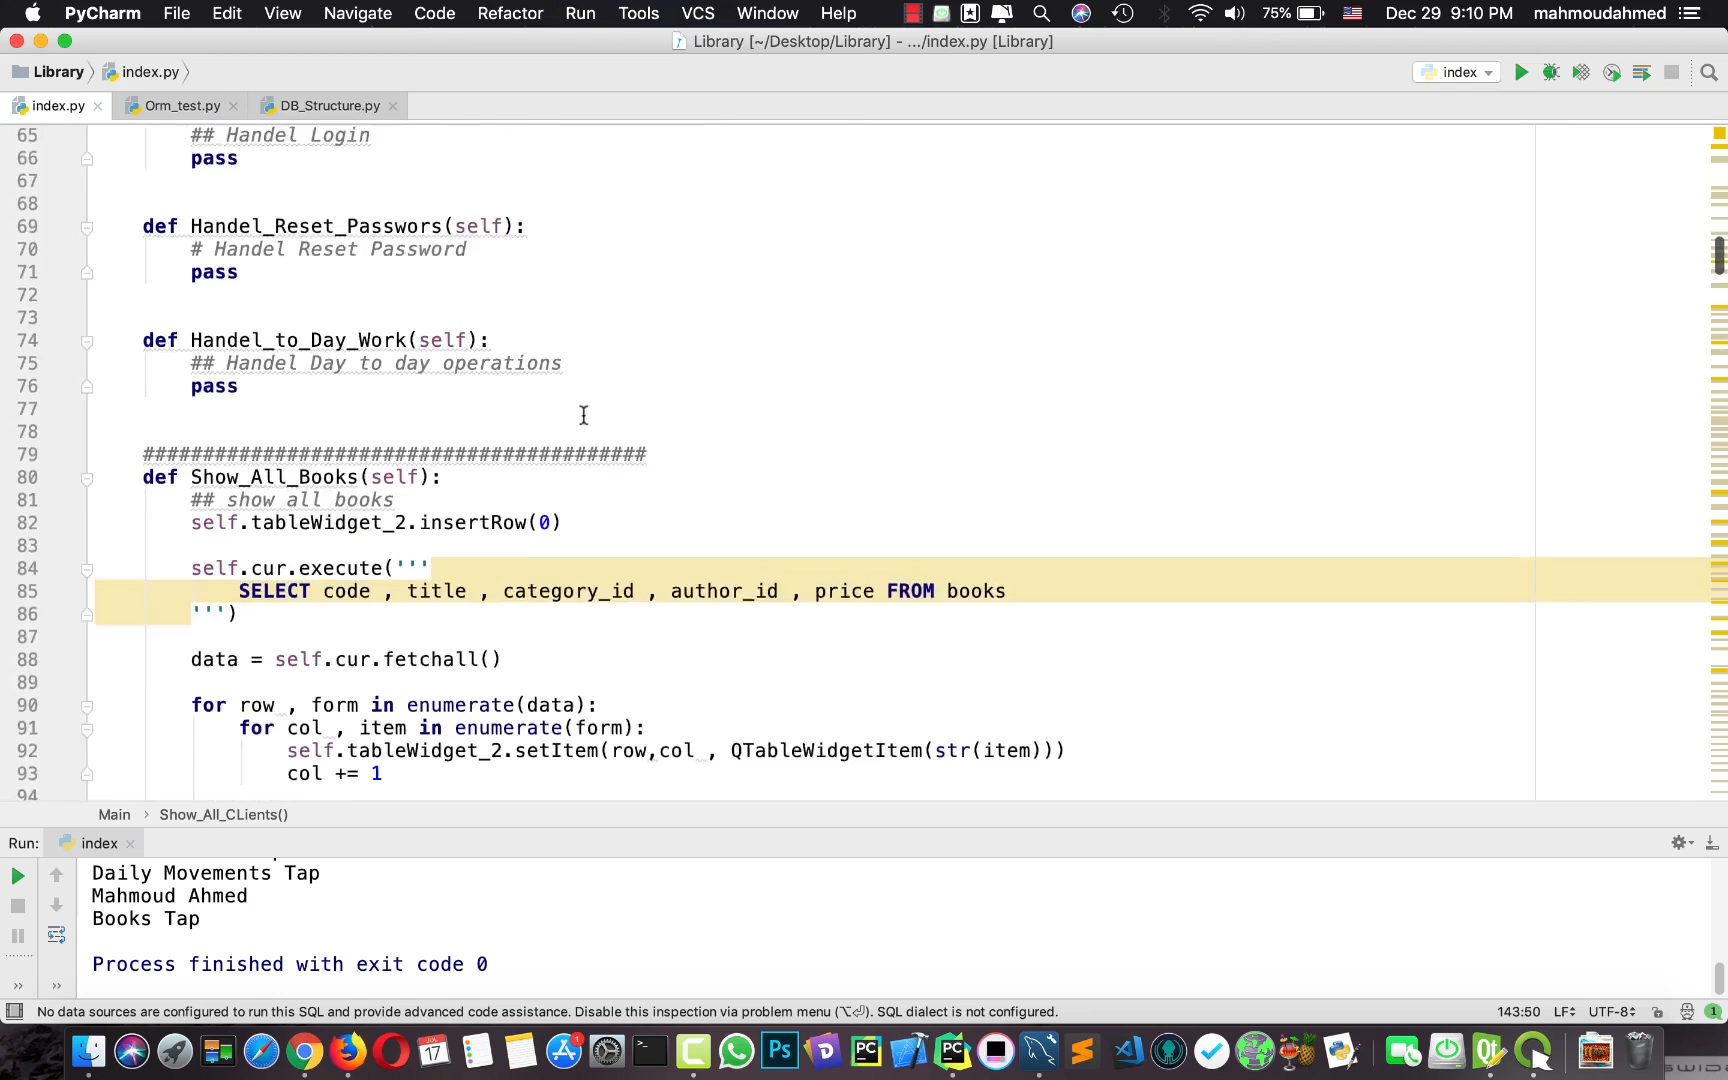 PyCharm File Edit View Navigate Code Refactor Run Tools VCS Window Help 75% Dec 29 9:10 PM mahmoudahmed
Library [~/Desktop/Library] - .../index.py [Library]
Library index.py index
index.py Orm_test.py DB_Structure.py
65 ## Handel Login
66 pass
67
68
69 def Handel_Reset_Passwors(self):
70 # Handel Reset Password
71 pass
72
73
74 def Handel_to_Day_Work(self):
75 ## Handel Day to day operations
76 pass
77
78
79 ##########################################
80 def Show_All_Books(self):
81 ## show all books
82 self.tableWidget_2.insertRow(0)
83
84 self.cur.execute('''
85 SELECT code , title , category_id , author_id , price FROM books
86 ''')
87
88 data = self.cur.fetchall()
89
90 for row , form in enumerate(data):
91 for col , item in enumerate(form):
92 self.tableWidget_2.setItem(row,col , QTableWidgetItem(str(item)))
93 col += 1
94
Main Show_All_CLients()
Run: index
Daily Movements Tap
Mahmoud Ahmed
Books Tap
Process finished with exit code 0
No data sources are configured to run this SQL and provide advanced code assistance. Disable this inspection via problem menu (⌥⏎). SQL dialect is not configured. 143:50 LF UTF-8 1
JUL 17 1 Ps PC PC Qt